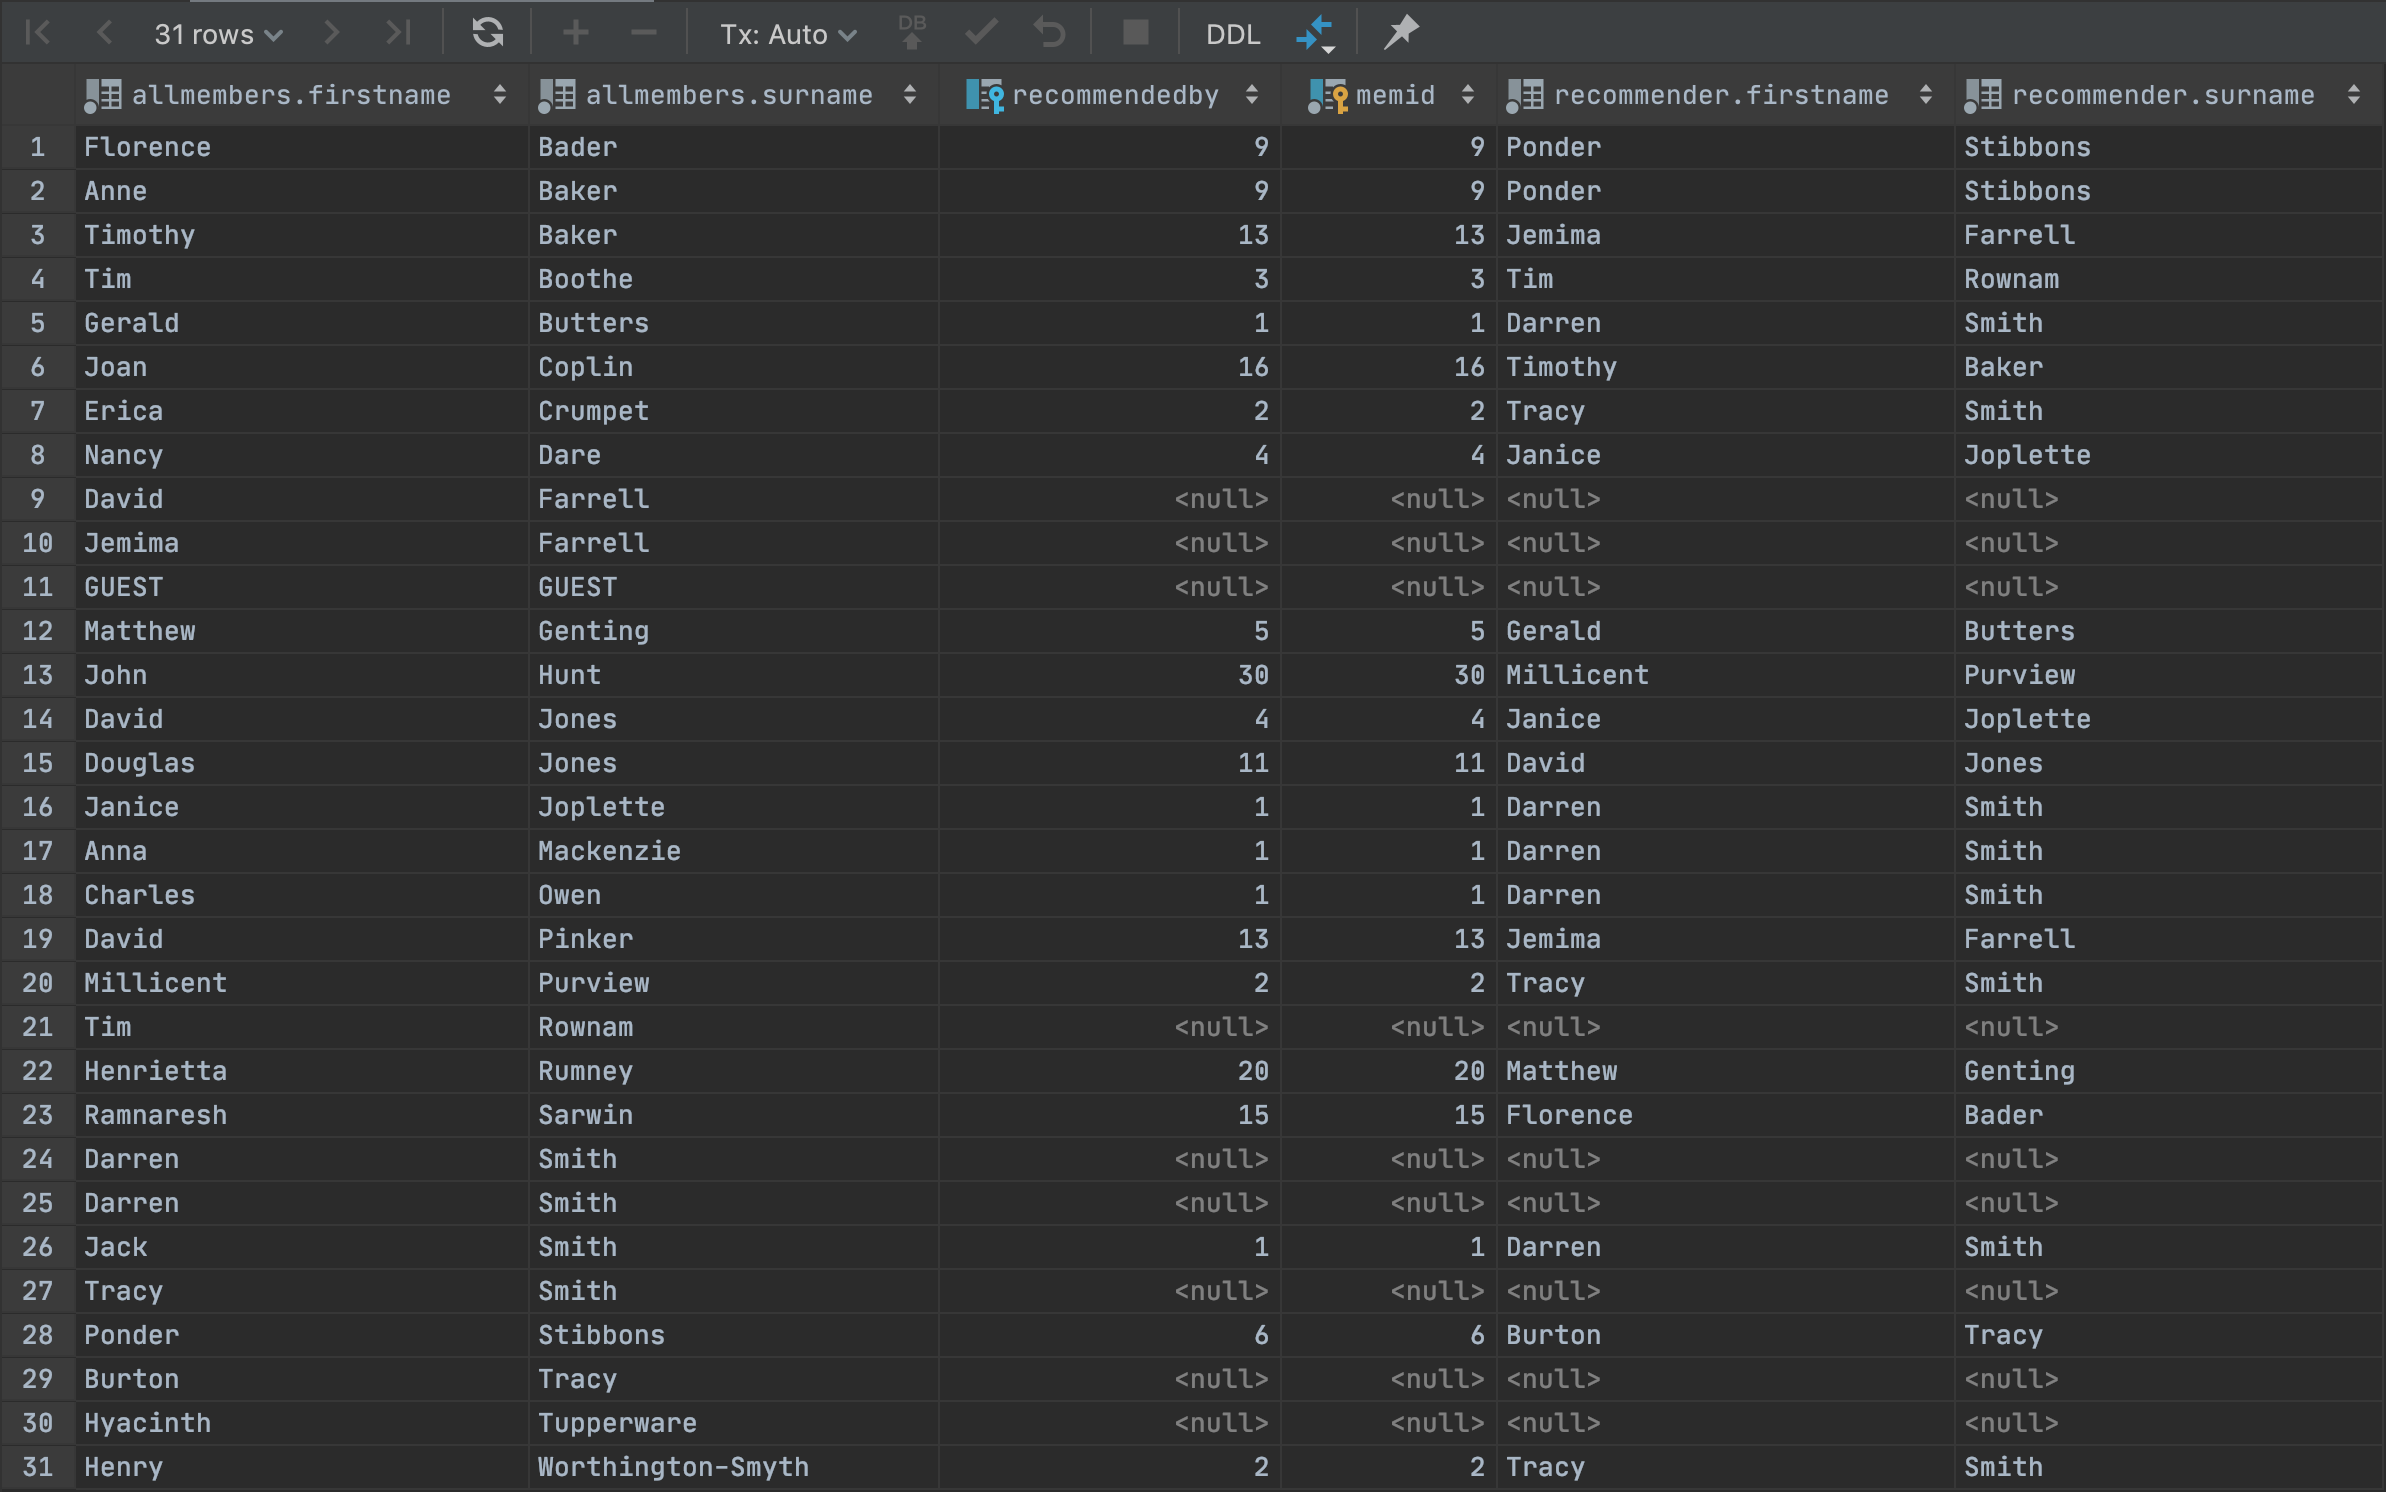 31 rows Tx: Auto DB DDL
allmembers.firstname allmembers.surname recommendedby memid recommender.firstname recommender.surname
1 Florence Bader 9 9 Ponder Stibbons
2 Anne Baker 9 9 Ponder Stibbons
3 Timothy Baker 13 13 Jemima Farrell
4 Tim Boothe 3 3 Tim Rownam
5 Gerald Butters 1 1 Darren Smith
6 Joan Coplin 16 16 Timothy Baker
7 Erica Crumpet 2 2 Tracy Smith
8 Nancy Dare 4 4 Janice Joplette
9 David Farrell <null> <null> <null> <null>
10 Jemima Farrell <null> <null> <null> <null>
11 GUEST GUEST <null> <null> <null> <null>
12 Matthew Genting 5 5 Gerald Butters
13 John Hunt 30 30 Millicent Purview
14 David Jones 4 4 Janice Joplette
15 Douglas Jones 11 11 David Jones
16 Janice Joplette 1 1 Darren Smith
17 Anna Mackenzie 1 1 Darren Smith
18 Charles Owen 1 1 Darren Smith
19 David Pinker 13 13 Jemima Farrell
20 Millicent Purview 2 2 Tracy Smith
21 Tim Rownam <null> <null> <null> <null>
22 Henrietta Rumney 20 20 Matthew Genting
23 Ramnaresh Sarwin 15 15 Florence Bader
24 Darren Smith <null> <null> <null> <null>
25 Darren Smith <null> <null> <null> <null>
26 Jack Smith 1 1 Darren Smith
27 Tracy Smith <null> <null> <null> <null>
28 Ponder Stibbons 6 6 Burton Tracy
29 Burton Tracy <null> <null> <null> <null>
30 Hyacinth Tupperware <null> <null> <null> <null>
31 Henry Worthington-Smyth 2 2 Tracy Smith